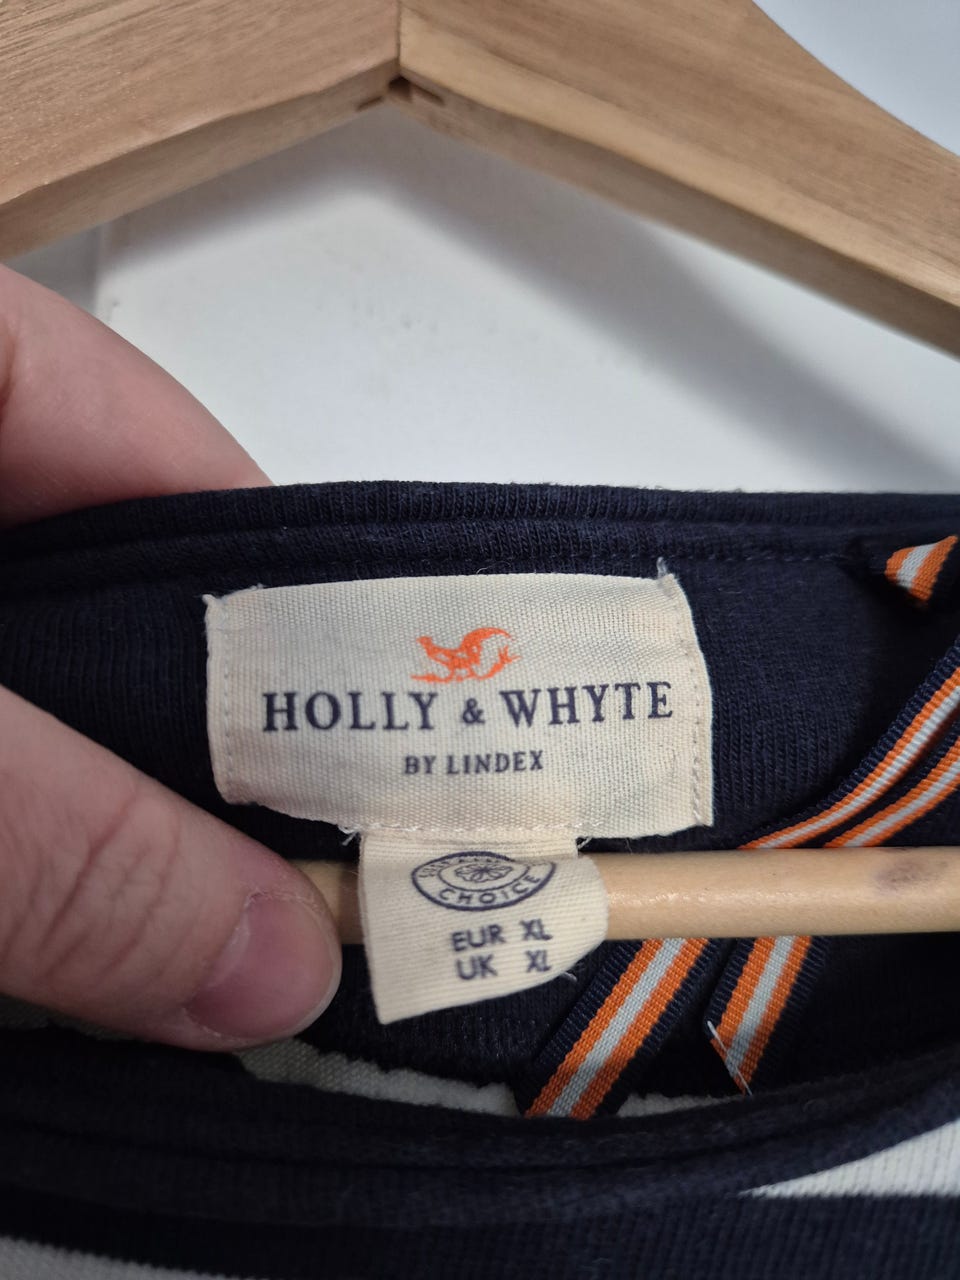 HOLLY & WHYTE
BY LINDEX
CHOICE
EUR XL
UK XL